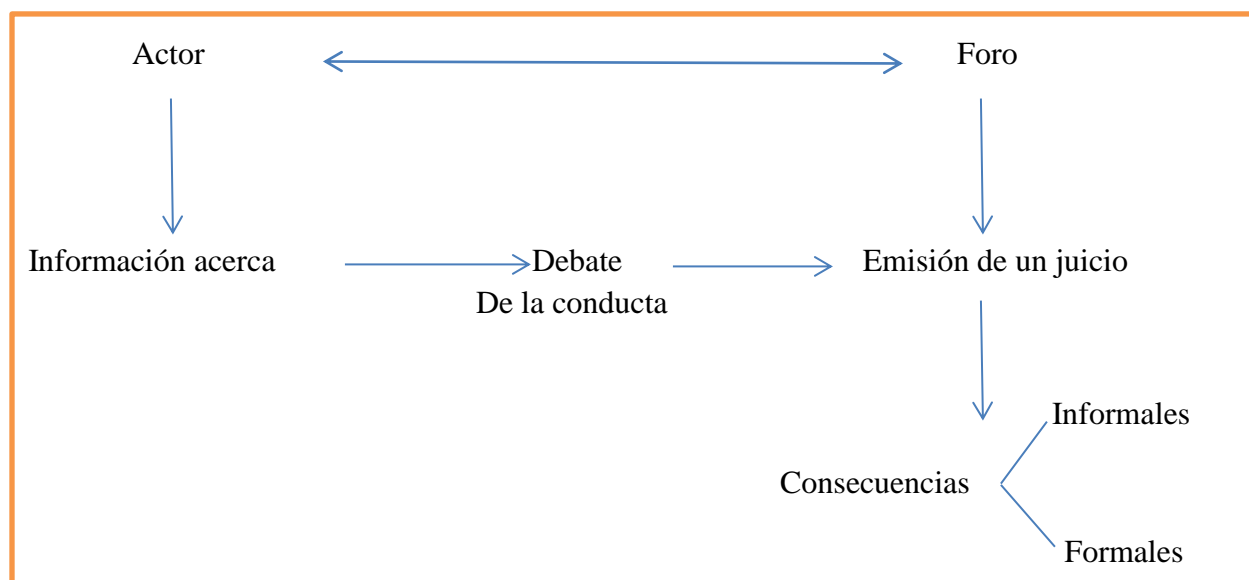 Actor
Foro
Información acerca
Debate
Emisión de un juicio
De la conducta
Informales
Consecuencias
Formales